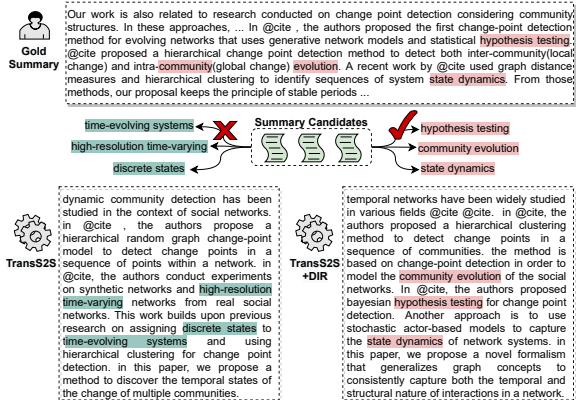 Our work is also related to research conducted on change point detection considering community
structures. In these approaches, ... In @cite , the authors proposed the first change-point detection
method for evolving networks that uses generative network models and statistical hypothesis testing.
@cite proposed a hierarchical change point detection method to detect both inter-community(local
change) and intra-community(global change) evolution. A recent work by @cite used graph distance
measures and hierarchical clustering to identify sequences of system state dynamics. From those
methods, our proposal keeps the principle of stable periods ...
Gold
Summary
time-evolving systems
high-resolution time-varying
discrete states
Summary Candidates
hypothesis testing
community evolution
state dynamics
TransS2S
dynamic community detection has been
studied in the context of social networks.
in @cite , the authors propose a
hierarchical random graph change-point
model to detect change points in a
sequence of points within a network. in
@cite, the authors conduct experiments
on synthetic networks and high-resolution
time-varying networks from real social
networks. This work builds upon previous
research on assigning discrete states to
time-evolving systems and using
hierarchical clustering for change point
detection. in this paper, we propose a
method to discover the temporal states of
the change of multiple communities.
TransS2S
+DIR
temporal networks have been widely studied
in various fields @cite @cite. in @cite, the
authors proposed a hierarchical clustering
method to detect change points in a
sequence of communities. the method is
based on change-point detection in order to
model the community evolution of the social
networks. In @cite, the authors proposed
bayesian hypothesis testing for change point
detection. Another approach is to use
stochastic actor-based models to capture
the state dynamics of network systems. in
this paper, we propose a novel formalism
that generalizes graph concepts to
consistently capture both the temporal and
structural nature of interactions in a network.